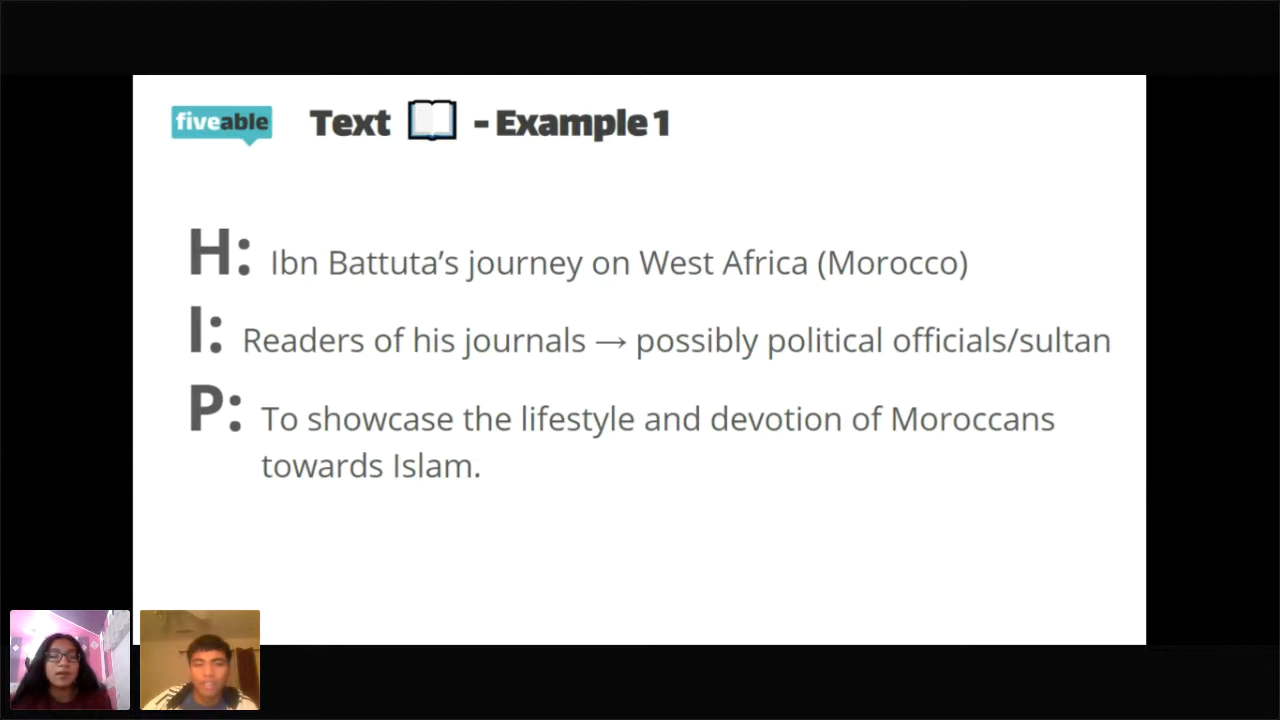 fiveable
Text - Example 1
H: Ibn Battuta’s journey on West Africa (Morocco)
I: Readers of his journals → possibly political officials/sultan
P: To showcase the lifestyle and devotion of Moroccans
towards Islam.